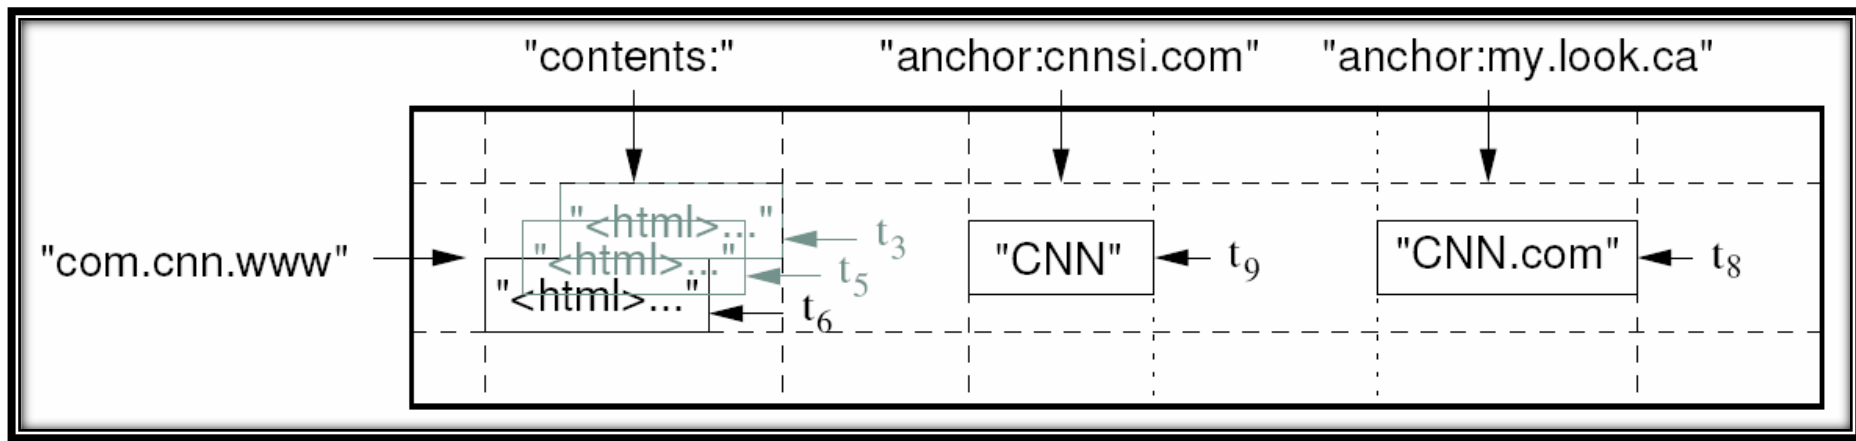 "contents:" "anchor:cnnsi.com" "anchor:my.look.ca"
"<html>..." t3
"com.cnn.www" "<html>..." t5 "CNN" t9 "CNN.com" t8
"<html>..." t6